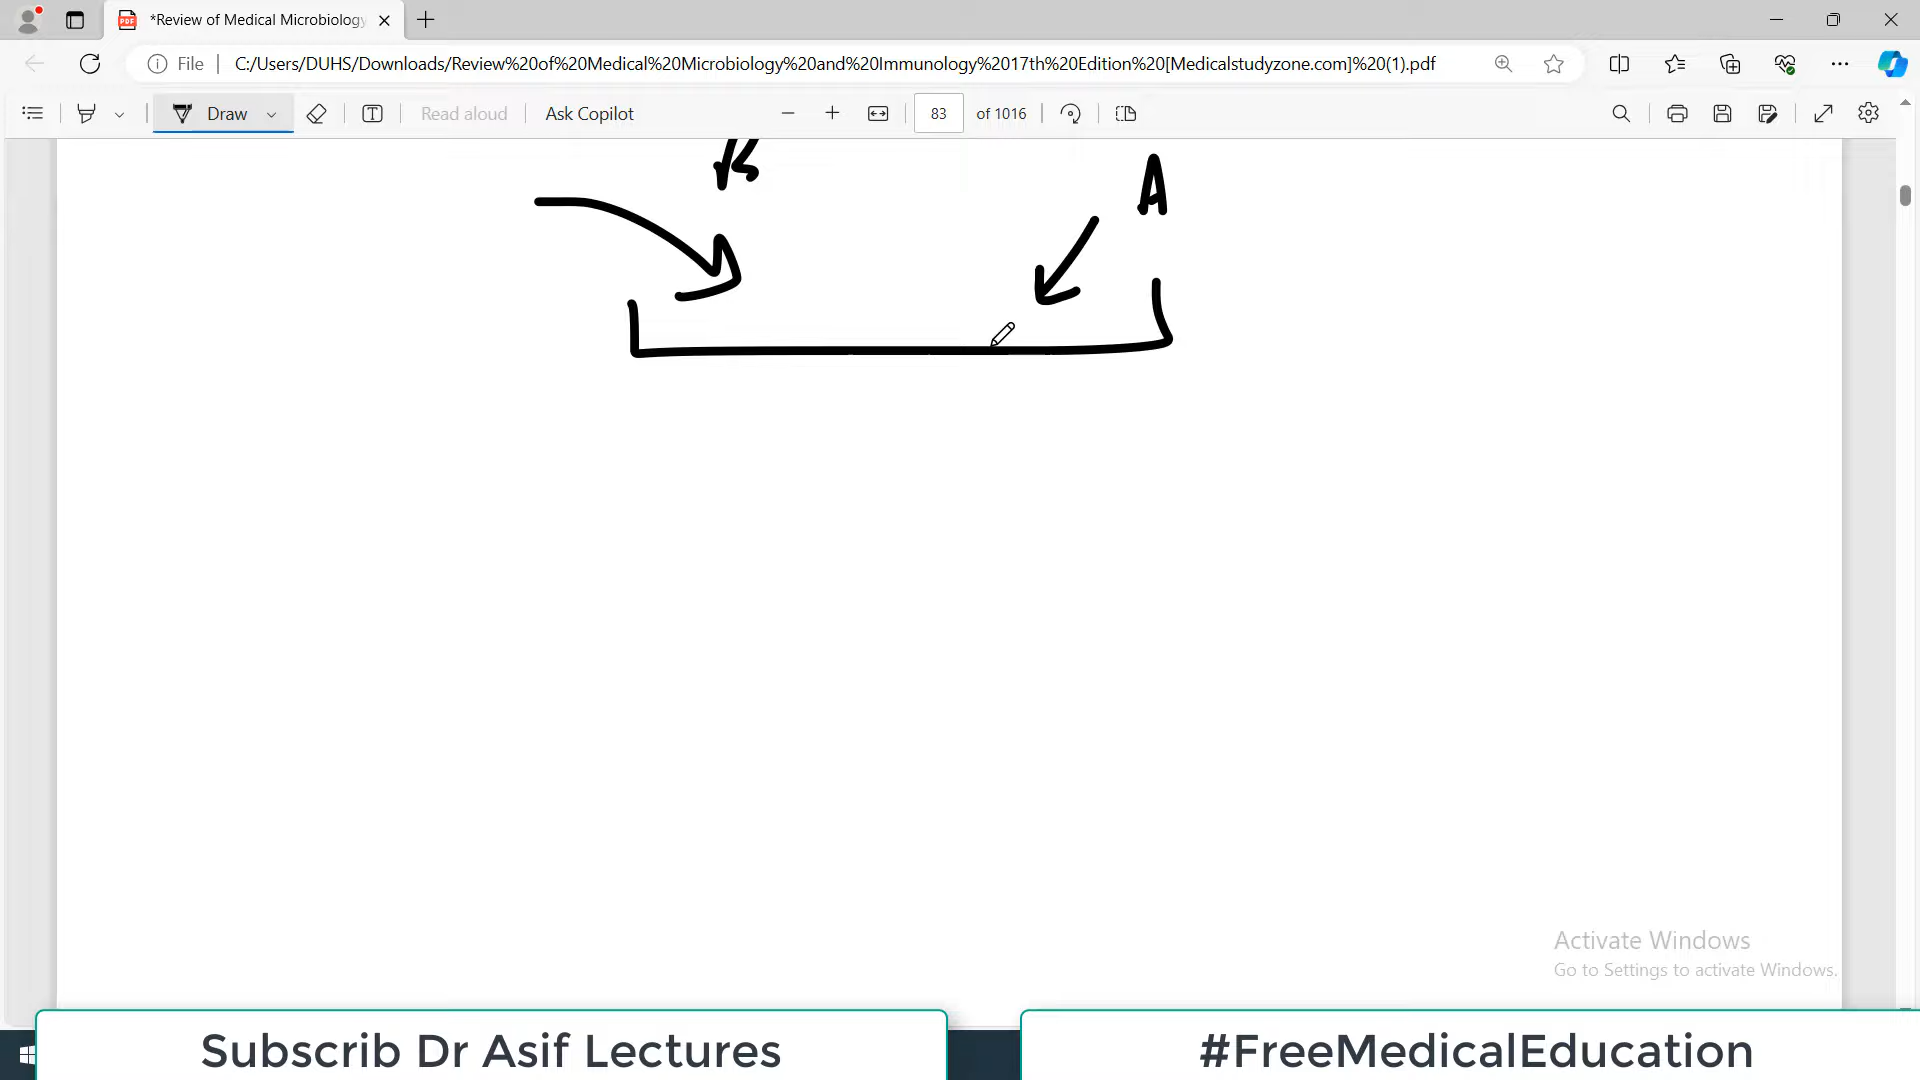 *Review of Medical Microbiology
File
C:/Users/DUHS/Downloads/Review%20of%20Medical%20Microbiology%20and%20Immunology%2017th%20Edition%20[Medicalstudyzone.com]%20(1).pdf
Draw
Read aloud
Ask Copilot
83 of 1016
A
Activate Windows
Go to Settings to activate Windows.
Subscrib Dr Asif Lectures
#FreeMedicalEducation